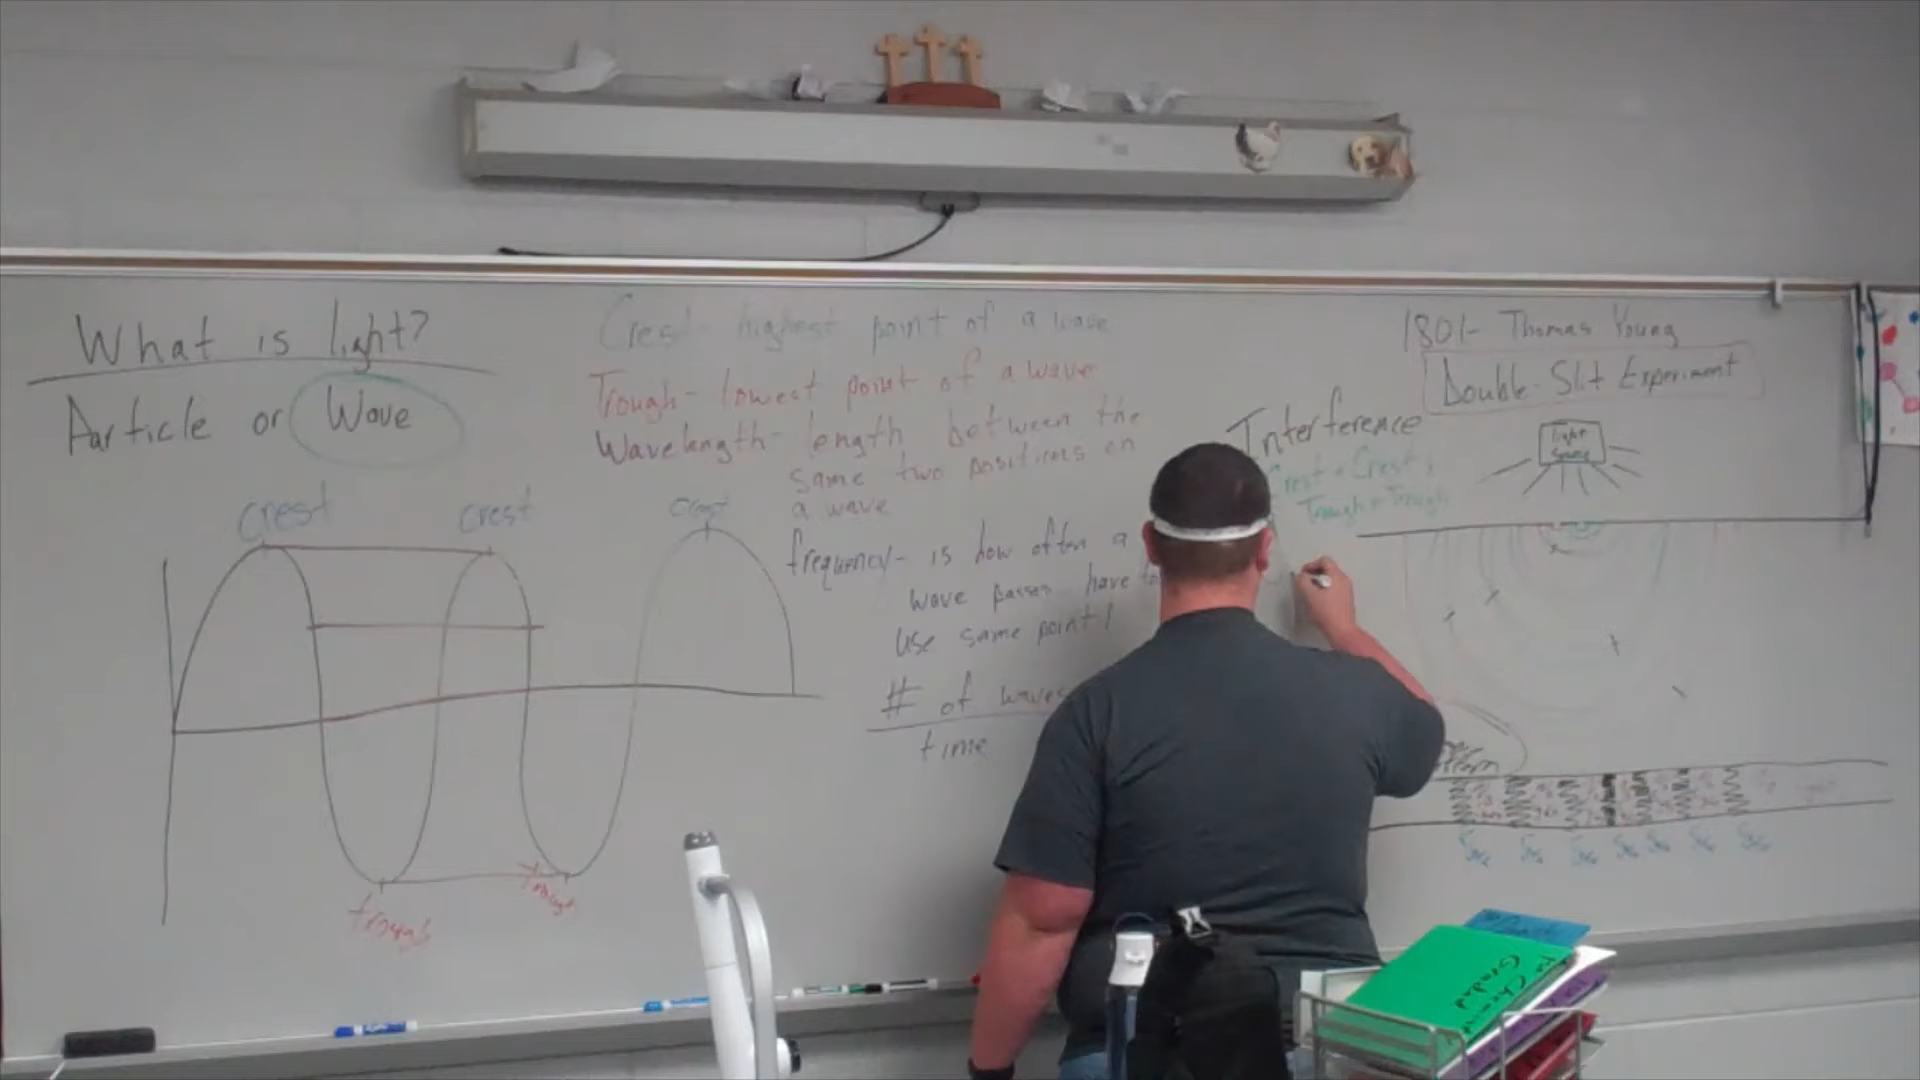 What is light?
Particle or Wave
crest
crest
crest
trough
trough
Crest - highest point of a wave
Trough - lowest point of a wave
Wavelength - length between the
same two positions on
a wave
frequency - is how often a
wave passes have to
use same point!
# of waves
time
1801- Thomas Young
Double-Slit Experiment
Interference
Crest + Crest,
Trough + Trough
light
source
To be
Graded